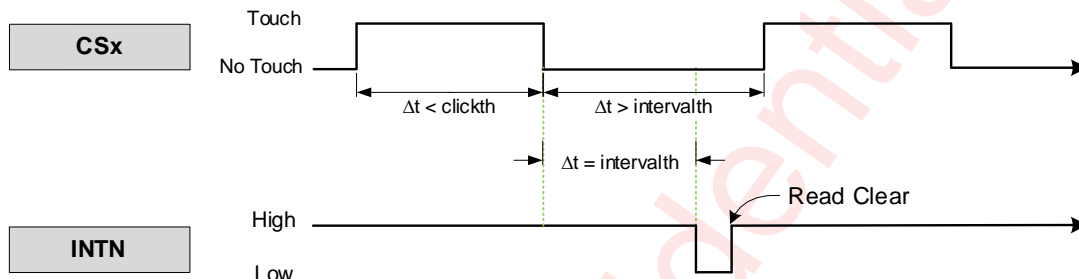 Touch
CSx
No Touch
Δt < clickth
Δt > intervalth
Δt = intervalth
Read Clear
High
INTN
Low